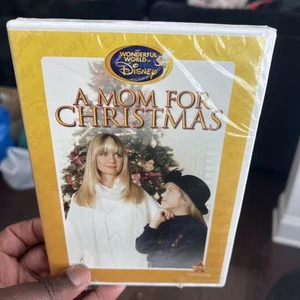 THE
WONDERFUL
WORLD OF
Disney
A MOM FOR
CHRISTMAS